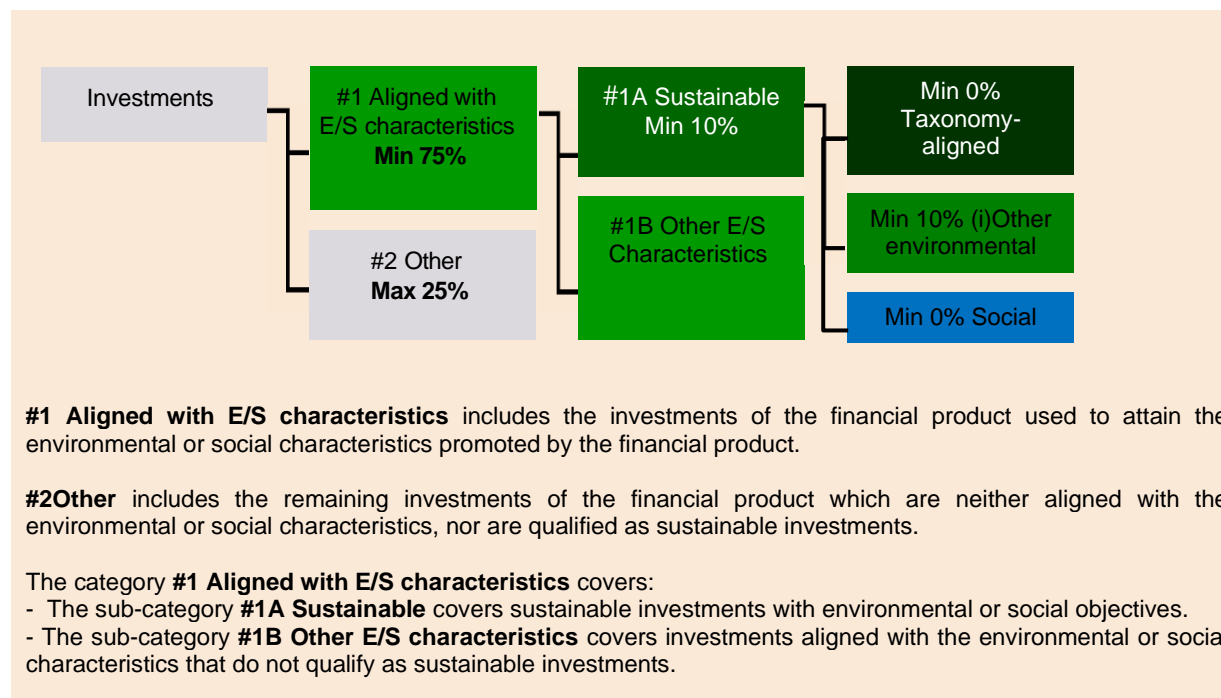 Investments
#1 Aligned with
E/S characteristics
Min 75%
#2 Other
Max 25%
#1A Sustainable
Min 10%
#1B Other E/S
Characteristics
Min 0%
Taxonomy-
aligned
Min 10% (i)Other
environmental
Min 0% Social
#1 Aligned with E/S characteristics includes the investments of the financial product used to attain the
environmental or social characteristics promoted by the financial product.
#2Other includes the remaining investments of the financial product which are neither aligned with the
environmental or social characteristics, nor are qualified as sustainable investments.
The category #1 Aligned with E/S characteristics covers:
- The sub-category #1A Sustainable covers sustainable investments with environmental or social objectives.
- The sub-category #1B Other E/S characteristics covers investments aligned with the environmental or social
characteristics that do not qualify as sustainable investments.